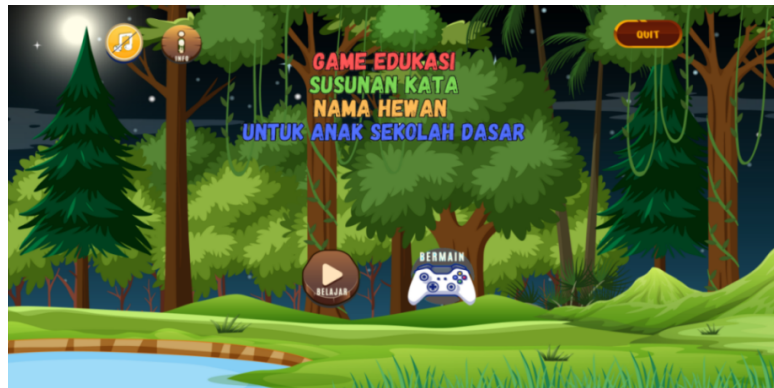 INFO
QUIT
GAME EDUKASI
SUSUNAN KATA
NAMA HEWAN
UNTUK ANAK SEKOLAH DASAR
BERMAIN
BELAJAR